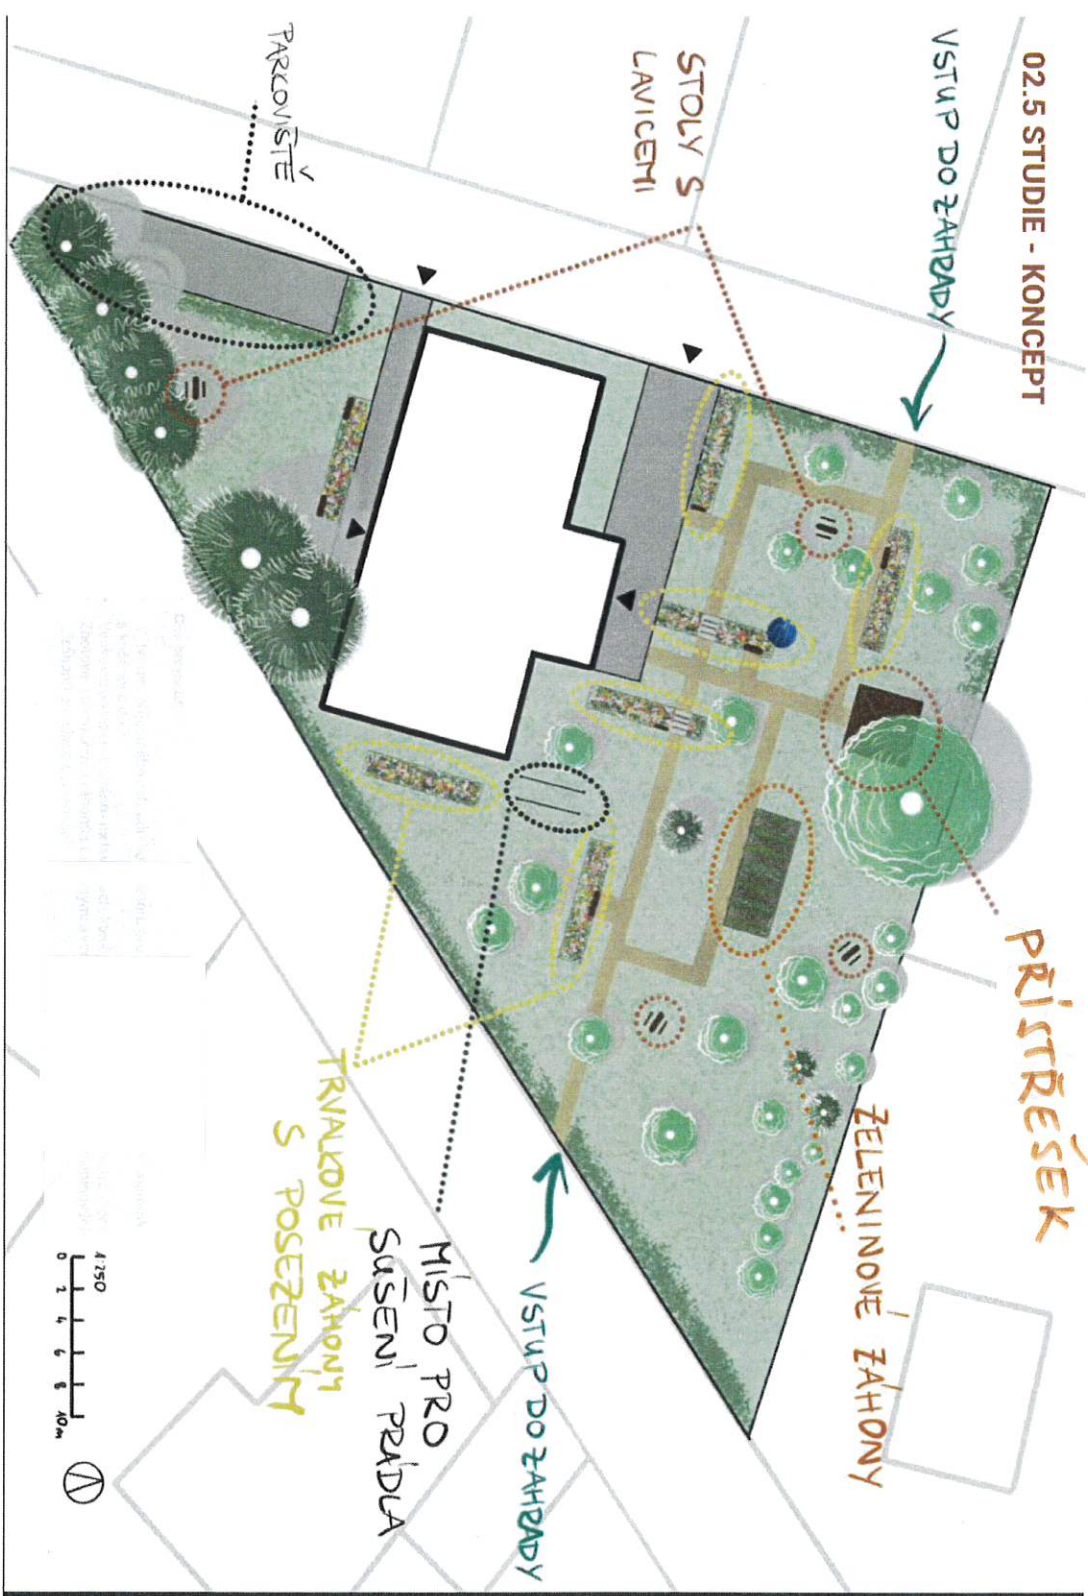 02.5 STUDIE - KONCEPT
VSTUP DO ZAHRADY
STOLY S
LAVICEMI
PARKOVIŠTĚ
PŘÍSTŘEŠEK
ZELENINOVÉ ZÁHONY
VSTUP DO ZAHRADY
MÍSTO PRO
SUŠENÍ PRÁDLA
TRVALKOVÉ ZÁHONY
S POSEZENÍM
1:250
0 2 4 6 8 10m